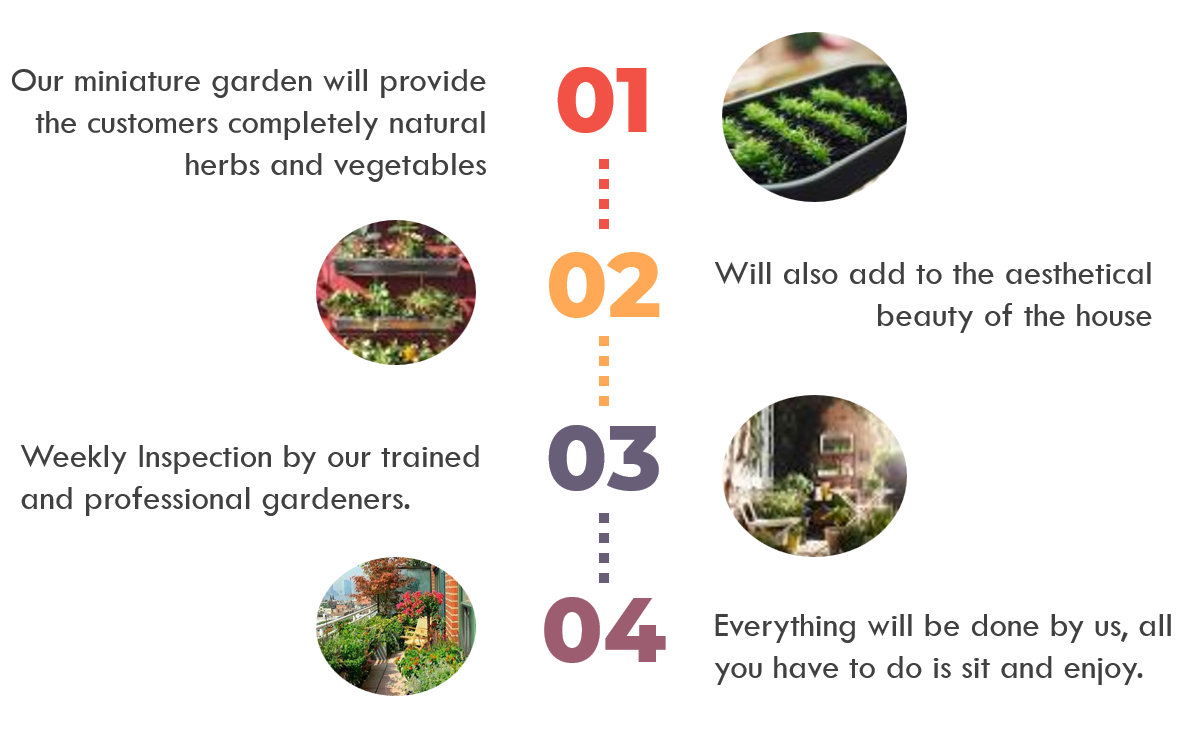 Our miniature garden will provide
the customers completely natural
herbs and vegetables
01
02
Will also add to the aesthetical
beauty of the house
Weekly Inspection by our trained
and professional gardeners.
03
04
Everything will be done by us, all
you have to do is sit and enjoy.